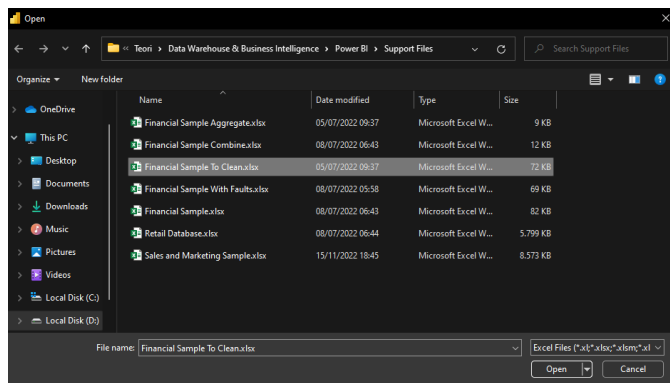 Open
« Teori › Data Warehouse & Business Intelligence › Power BI › Support Files
Search Support Files
Organize
New folder
Name Date modified Type Size
Financial Sample Aggregate.xlsx 05/07/2022 09:37 Microsoft Excel W... 9 KB
Financial Sample Combine.xlsx 08/07/2022 06:43 Microsoft Excel W... 12 KB
Financial Sample To Clean.xlsx 05/07/2022 09:37 Microsoft Excel W... 72 KB
Financial Sample With Faults.xlsx 08/07/2022 05:58 Microsoft Excel W... 69 KB
Financial Sample.xlsx 08/07/2022 06:43 Microsoft Excel W... 82 KB
Retail Database.xlsx 08/07/2022 06:44 Microsoft Excel W... 5.799 KB
Sales and Marketing Sample.xlsx 15/11/2022 18:45 Microsoft Excel W... 8.573 KB
OneDrive
This PC
Desktop
Documents
Downloads
Music
Pictures
Videos
Local Disk (C:)
Local Disk (D:)
File name: Financial Sample To Clean.xlsx
Excel Files (*.xl;*.xlsx;*.xlsm;*.xl
Open Cancel